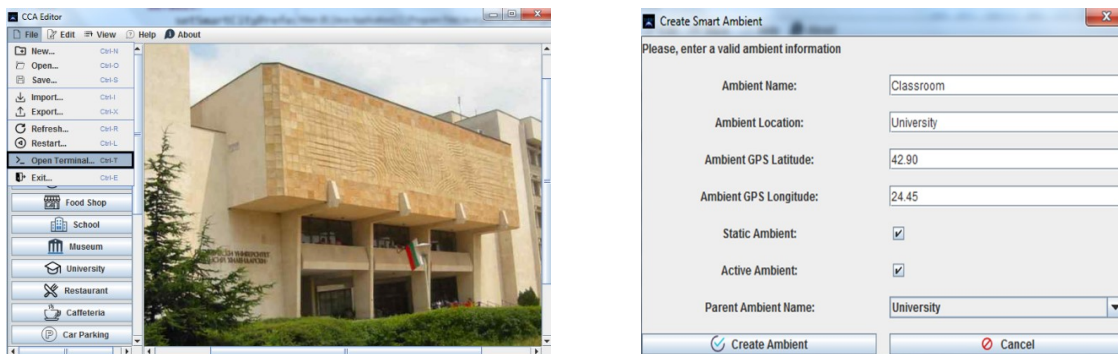 CCA Editor
File Edit View Help About
New... Ctrl-N
Open... Ctrl-O
Save... Ctrl-S
Import... Ctrl-I
Export... Ctrl-X
Refresh... Ctrl-R
Restart... Ctrl-L
Open Terminal... Ctrl-T
Exit... Ctrl-E
Food Shop
School
Museum
University
Restaurant
Caffeteria
Car Parking
Create Smart Ambient
Please, enter a valid ambient information
Ambient Name: Classroom
Ambient Location: University
Ambient GPS Latitude: 42.90
Ambient GPS Longitude: 24.45
Static Ambient:
Active Ambient:
Parent Ambient Name: University
Create Ambient Cancel